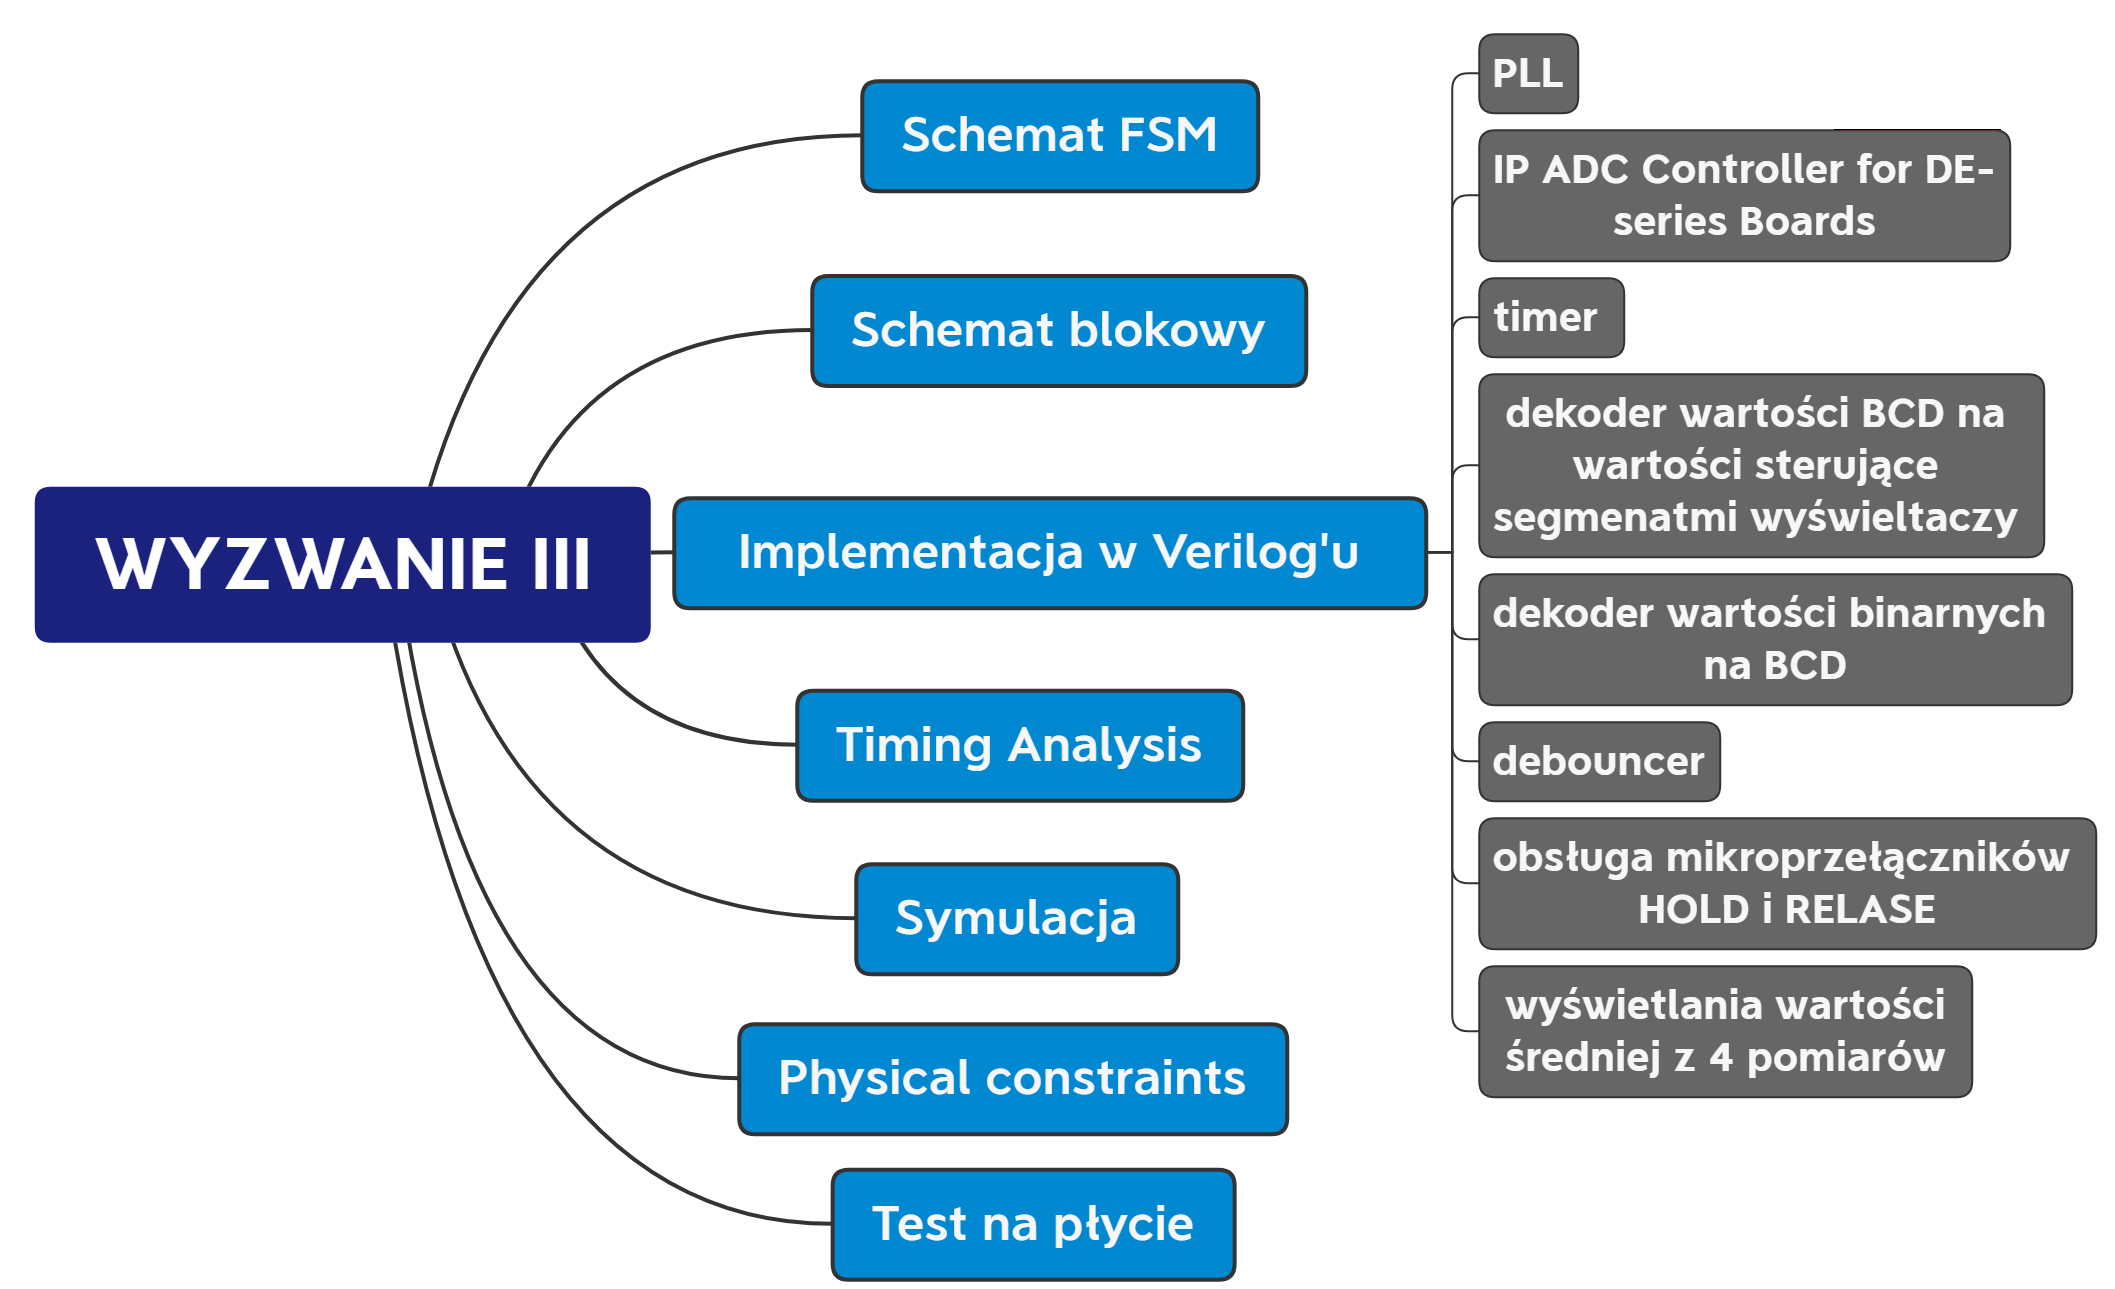 WYZWANIE III
Schemat FSM
Schemat blokowy
Implementacja w Verilog'u
PLL
IP ADC Controller for DE-
series Boards
timer
dekoder wartości BCD na
wartości sterujące
segmenatmi wyświeltaczy
dekoder wartości binarnych
na BCD
debouncer
obsługa mikroprzełączników
HOLD i RELASE
wyświetlania wartości
średniej z 4 pomiarów
Timing Analysis
Symulacja
Physical constraints
Test na płycie